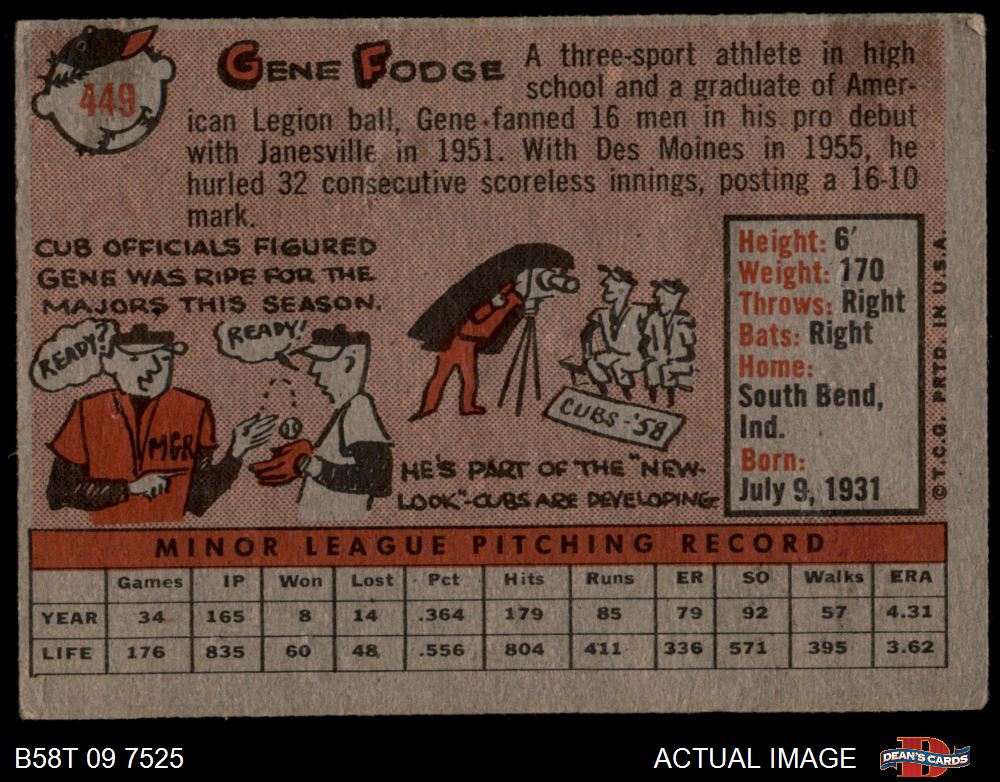 449
GENE FODGE
A three-sport athlete in high
school and a graduate of Amer-
ican Legion ball, Gene fanned 16 men in his pro debut
with Janesville in 1951. With Des Moines in 1955, he
hurled 32 consecutive scoreless innings, posting a 16-10
mark.
CUB OFFICIALS FIGURED
GENE WAS RIPE FOR THE
MAJORS THIS SEASON.
READY?
READY!
MGR
CUBS-'58
HE'S PART OF THE "NEW-
LOOK"-CUBS ARE DEVELOPING
Height: 6'
Weight: 170
Throws: Right
Bats: Right
Home:
South Bend,
Ind.
Born:
July 9, 1931
© T.C.G. PRTD. IN U.S.A.
MINOR LEAGUE PITCHING RECORD
Games IP Won Lost Pct Hits Runs ER SO Walks ERA
YEAR 34 165 8 14 .364 179 85 79 92 57 4.31
LIFE 176 835 60 48 .556 804 411 336 571 395 3.62
B58T 09 7525
ACTUAL IMAGE
DEAN'S CARDS